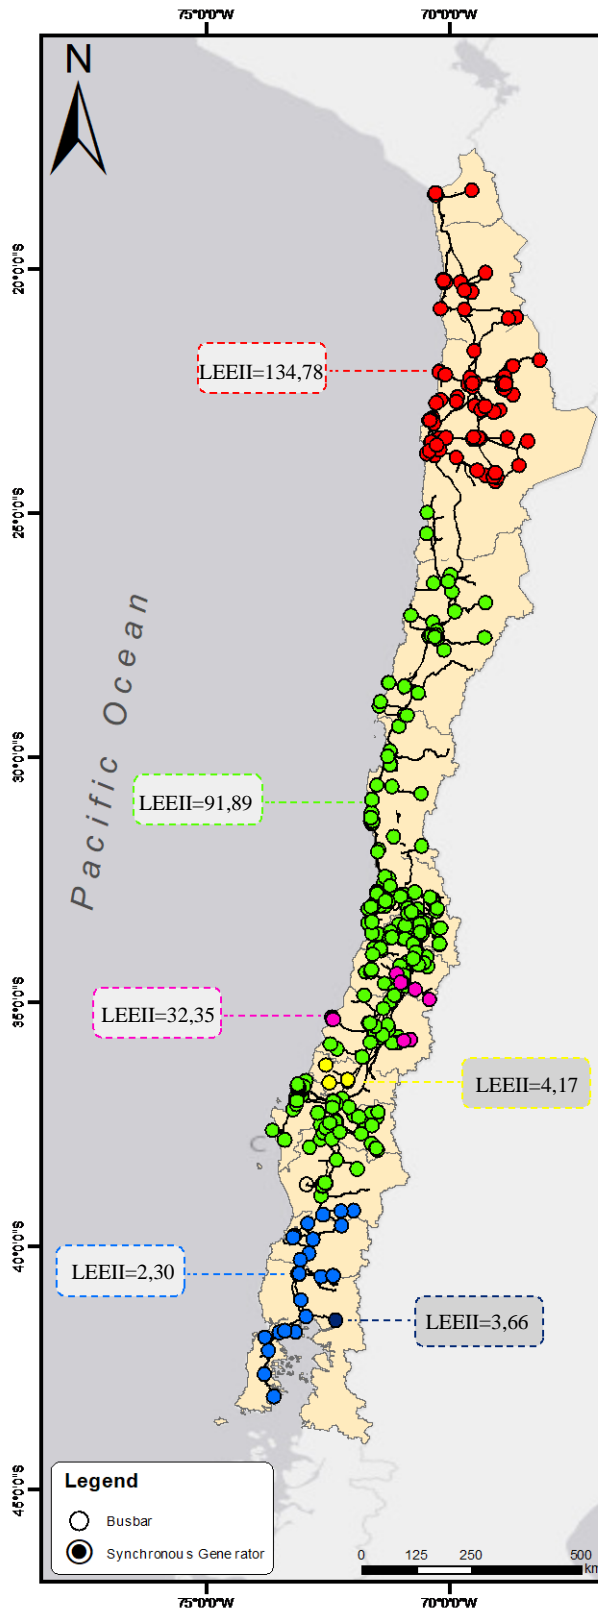 75°0'0"W 70°0'0"W
N
20°0'0"S
LEEII=134,78
25°0'0"S
Pacific Ocean
30°0'0"S
LEEII=91,89
35°0'0"S
LEEII=32,35
LEEII=4,17
40°0'0"S
LEEII=2,30
LEEII=3,66
45°0'0"S
Legend
Busbar
Synchronous Generator
0 125 250 500
km
75°0'0"W 70°0'0"W